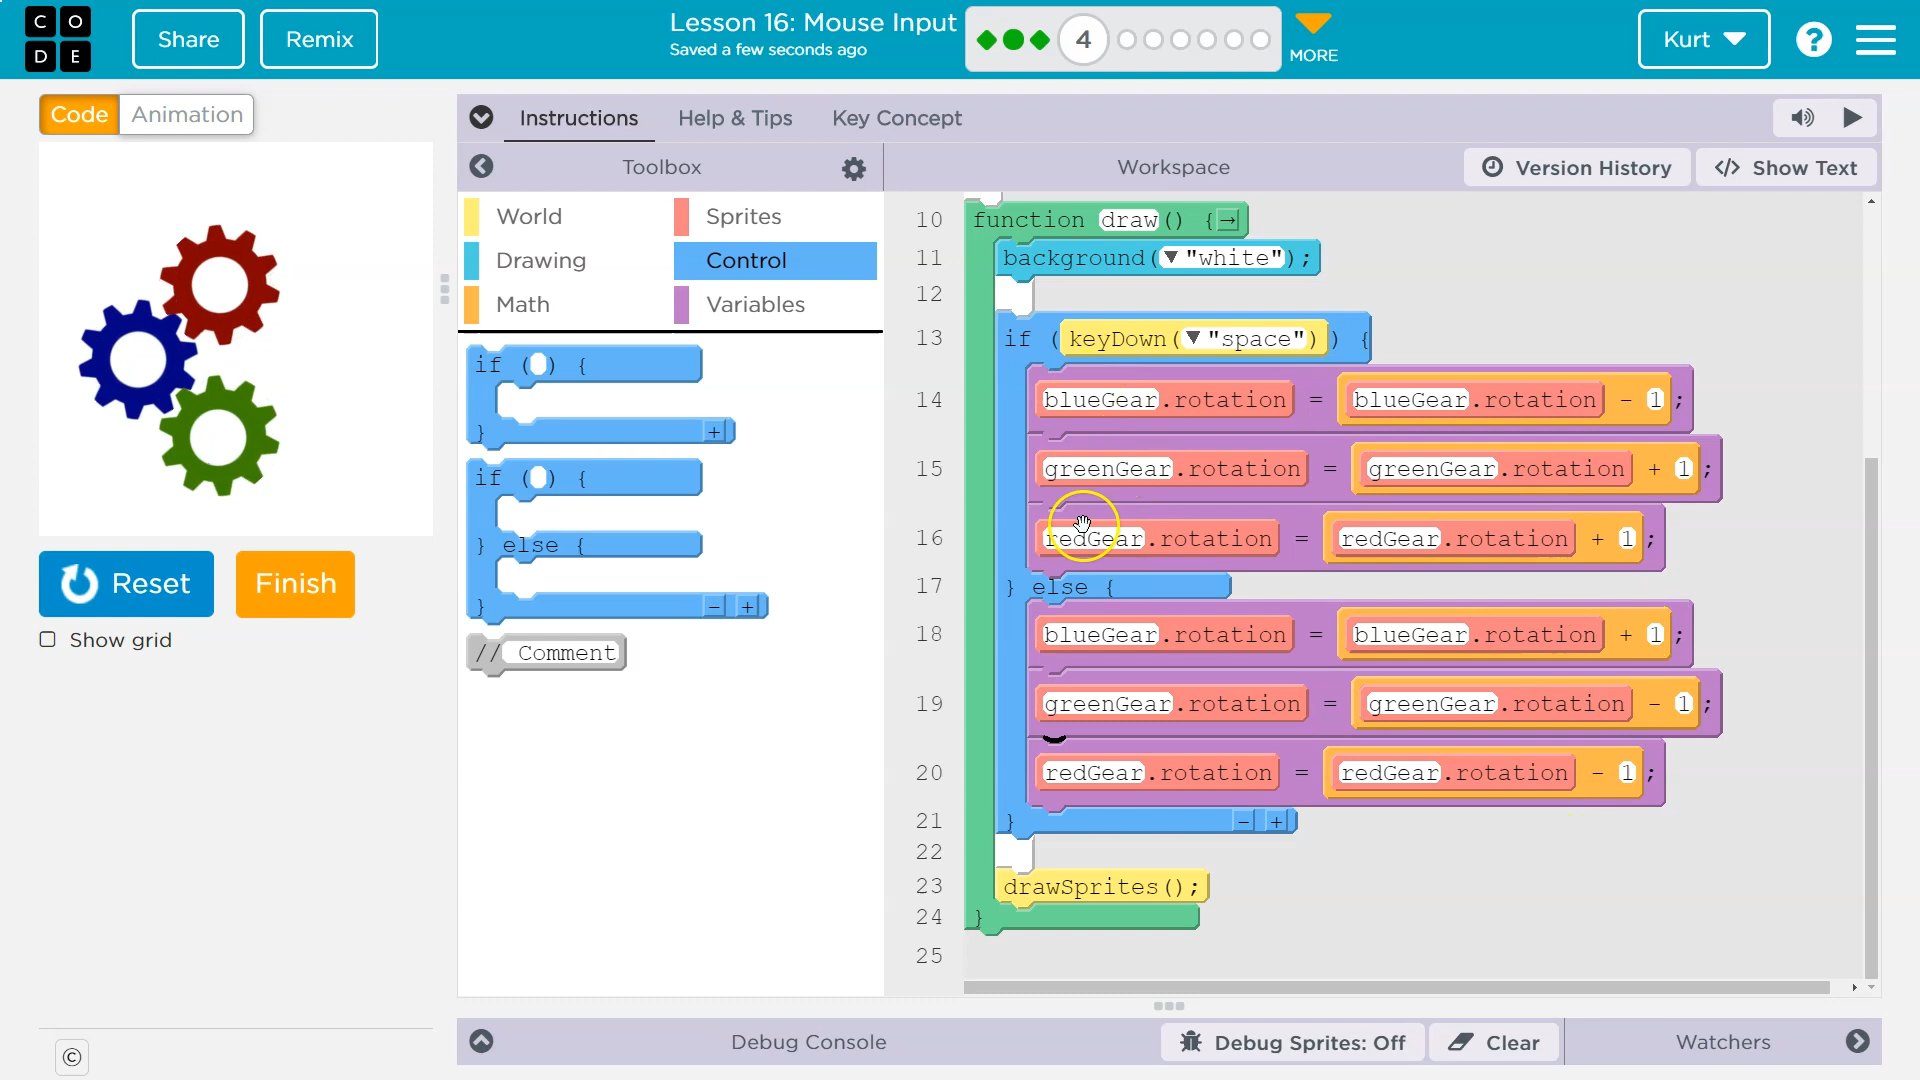 C O
D E
Share
Remix
Lesson 16: Mouse Input
Saved a few seconds ago
4
MORE
Kurt
?
Code
Animation
Instructions
Help & Tips
Key Concept
Toolbox
Workspace
Version History
</> Show Text
World
Sprites
Drawing
Control
Math
Variables
if ( ) {
} +
if ( ) {
} else {
} - +
// Comment
Reset
Finish
Show grid
10 function draw() {→
11 background(▼ "white");
12
13 if (keyDown(▼ "space")) {
14 blueGear.rotation = blueGear.rotation - 1;
15 greenGear.rotation = greenGear.rotation + 1;
16 redGear.rotation = redGear.rotation + 1;
17 } else {
18 blueGear.rotation = blueGear.rotation + 1;
19 greenGear.rotation = greenGear.rotation - 1;
20 redGear.rotation = redGear.rotation - 1;
21 } - +
22
23 drawSprites();
24 }
25
Debug Console
Debug Sprites: Off
Clear
Watchers
©